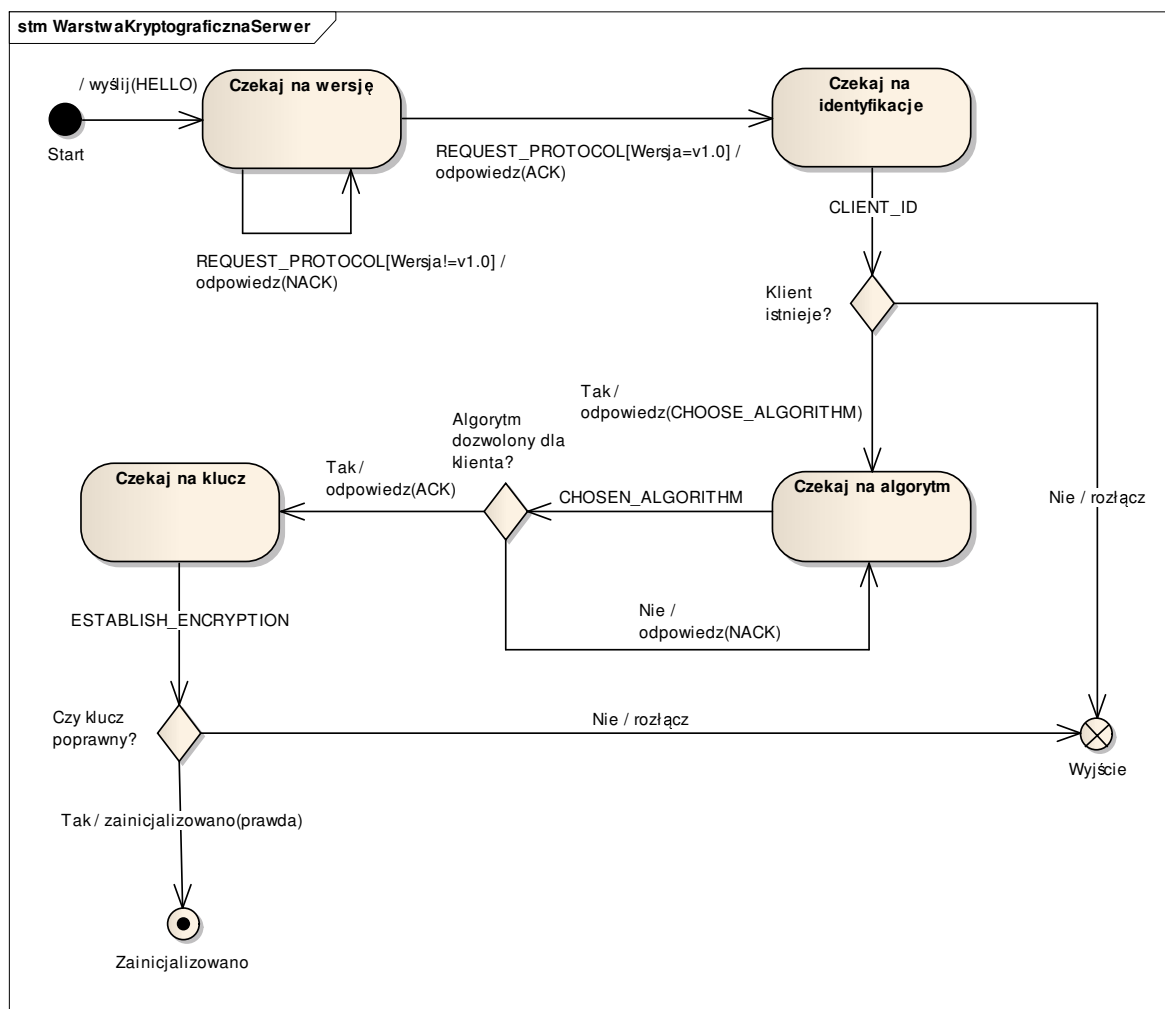 stm WarstwaKryptograficznaSerwer
/ wyślij(HELLO)
Start
Czekaj na wersję
REQUEST_PROTOCOL[Wersja=v1.0] /
odpowiedz(ACK)
REQUEST_PROTOCOL[Wersja!=v1.0] /
odpowiedz(NACK)
Czekaj na
identyfikacje
CLIENT_ID
Klient
istnieje?
Tak /
odpowiedz(CHOOSE_ALGORITHM)
Nie / rozłącz
Czekaj na algorytm
CHOSEN_ALGORITHM
Algorytm
dozwolony dla
klienta?
Tak /
odpowiedz(ACK)
Nie /
odpowiedz(NACK)
Czekaj na klucz
ESTABLISH_ENCRYPTION
Czy klucz
poprawny?
Nie / rozłącz
Wyjście
Tak / zainicjalizowano(prawda)
Zainicjalizowano